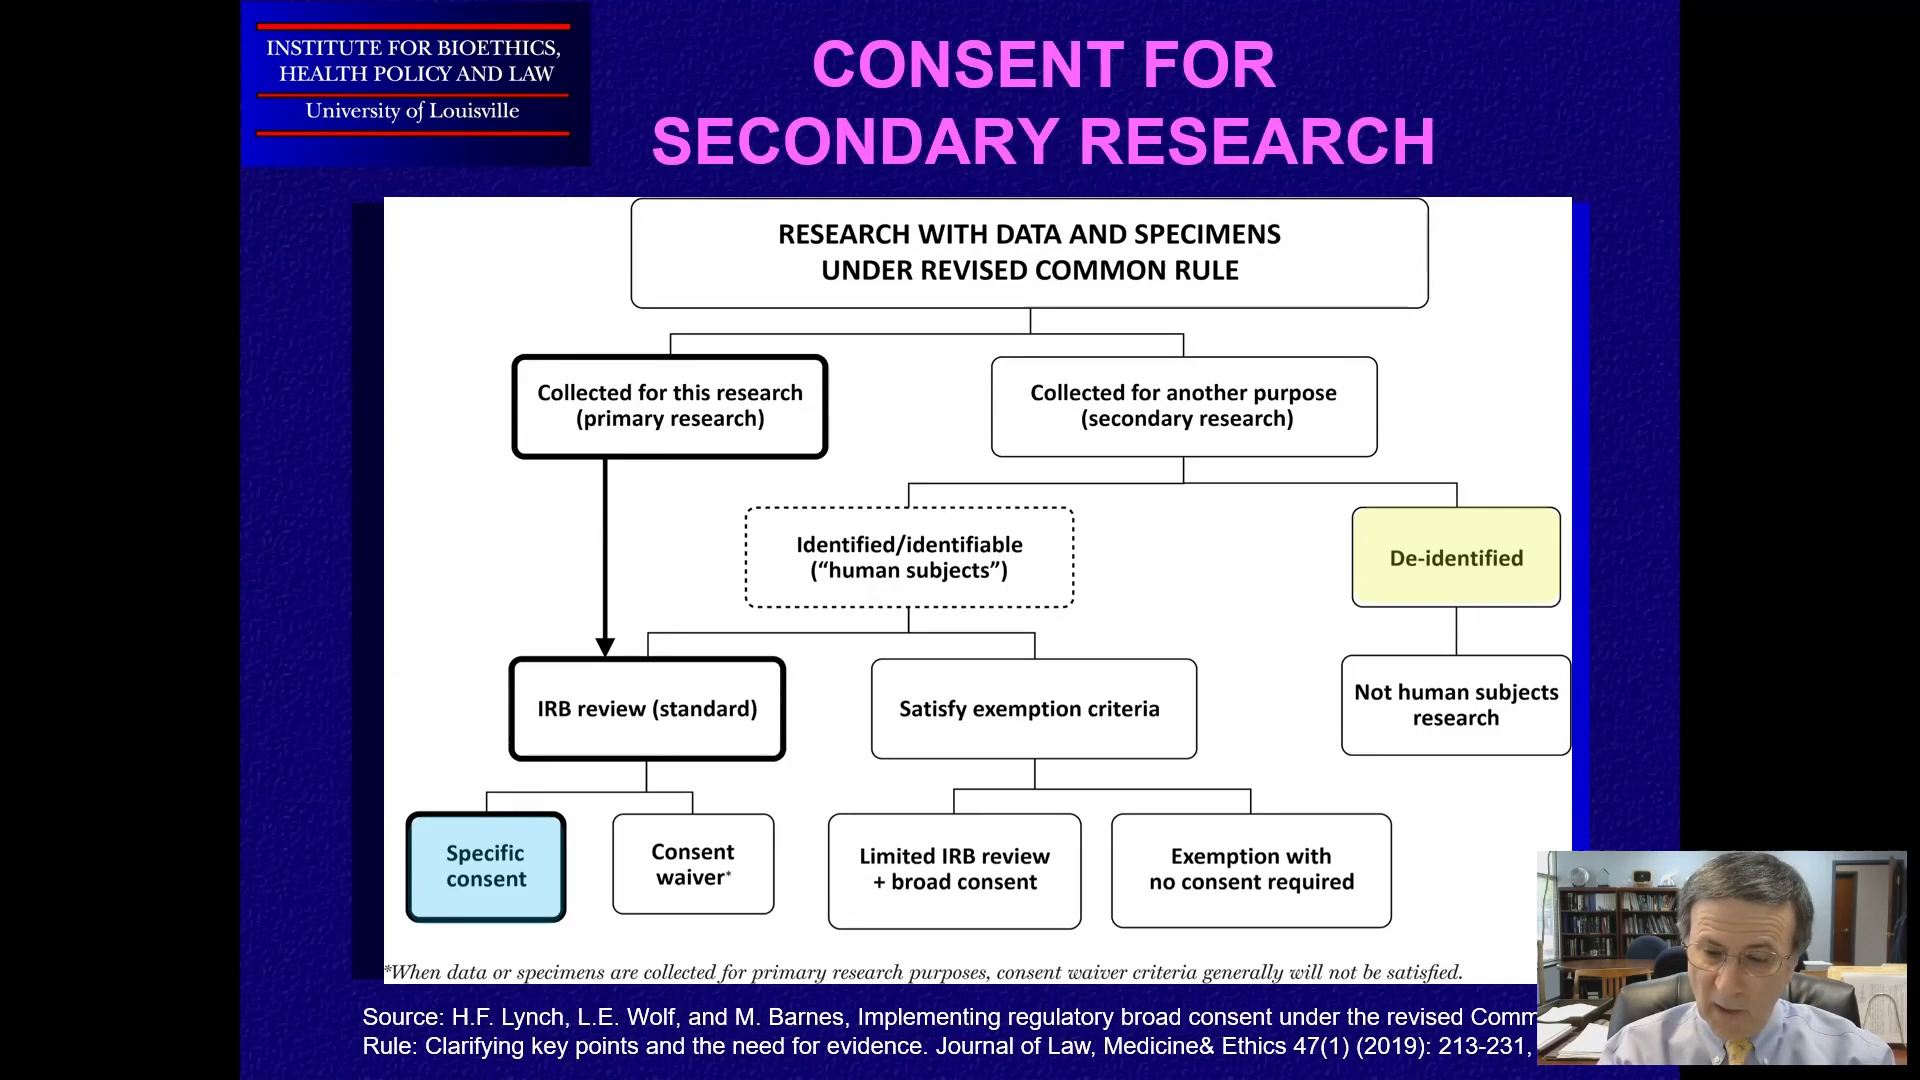 INSTITUTE FOR BIOETHICS,
HEALTH POLICY AND LAW
University of Louisville
CONSENT FOR
SECONDARY RESEARCH
RESEARCH WITH DATA AND SPECIMENS
UNDER REVISED COMMON RULE
Collected for this research
(primary research)
Collected for another purpose
(secondary research)
Identified/identifiable
(“human subjects”)
De-identified
IRB review (standard)
Satisfy exemption criteria
Not human subjects
research
Specific
consent
Consent
waiver*
Limited IRB review
+ broad consent
Exemption with
no consent required
*When data or specimens are collected for primary research purposes, consent waiver criteria generally will not be satisfied.
Source: H.F. Lynch, L.E. Wolf, and M. Barnes, Implementing regulatory broad consent under the revised Comm
Rule: Clarifying key points and the need for evidence. Journal of Law, Medicine& Ethics 47(1) (2019): 213-231,